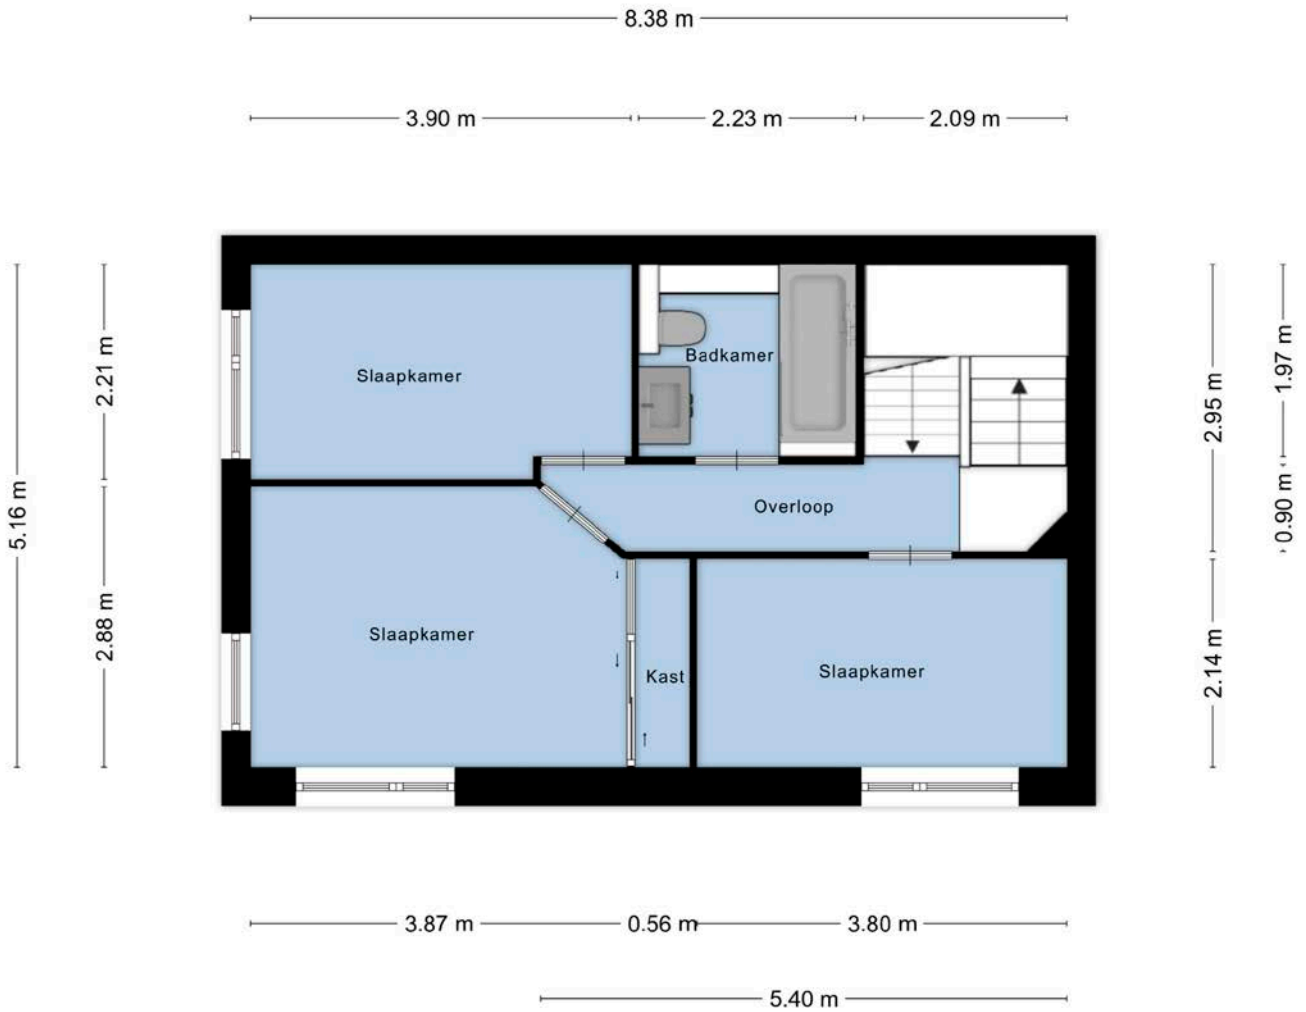 8.38 m
3.90 m 2.23 m 2.09 m
2.21 m
5.16 m
2.88 m
Slaapkamer
Badkamer
Overloop
Slaapkamer
Kast
Slaapkamer
2.95 m
1.97 m
0.90 m
2.14 m
3.87 m 0.56 m 3.80 m
5.40 m